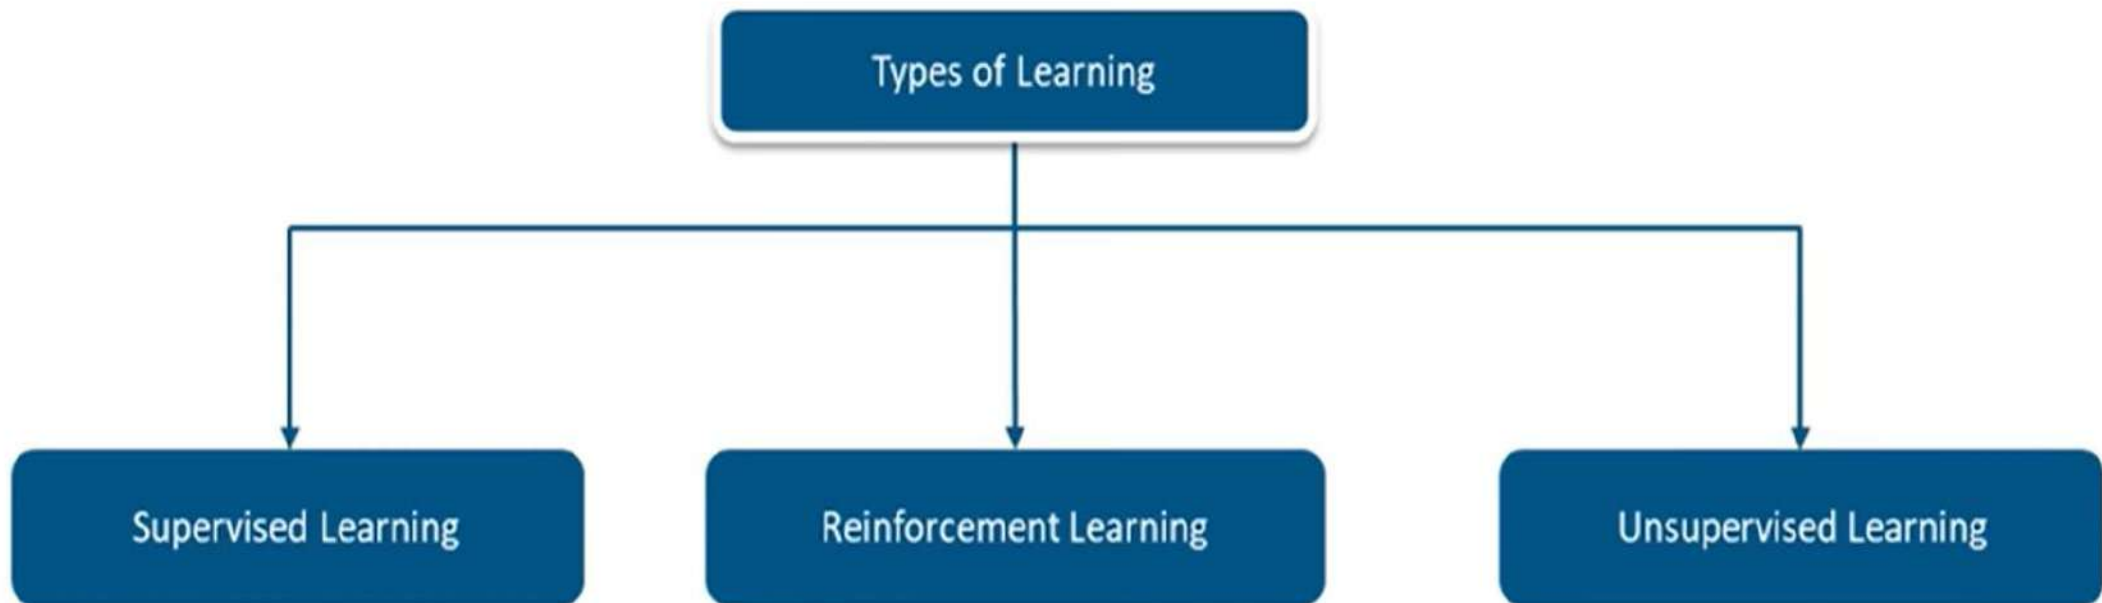 Types of Learning
Supervised Learning
Reinforcement Learning
Unsupervised Learning